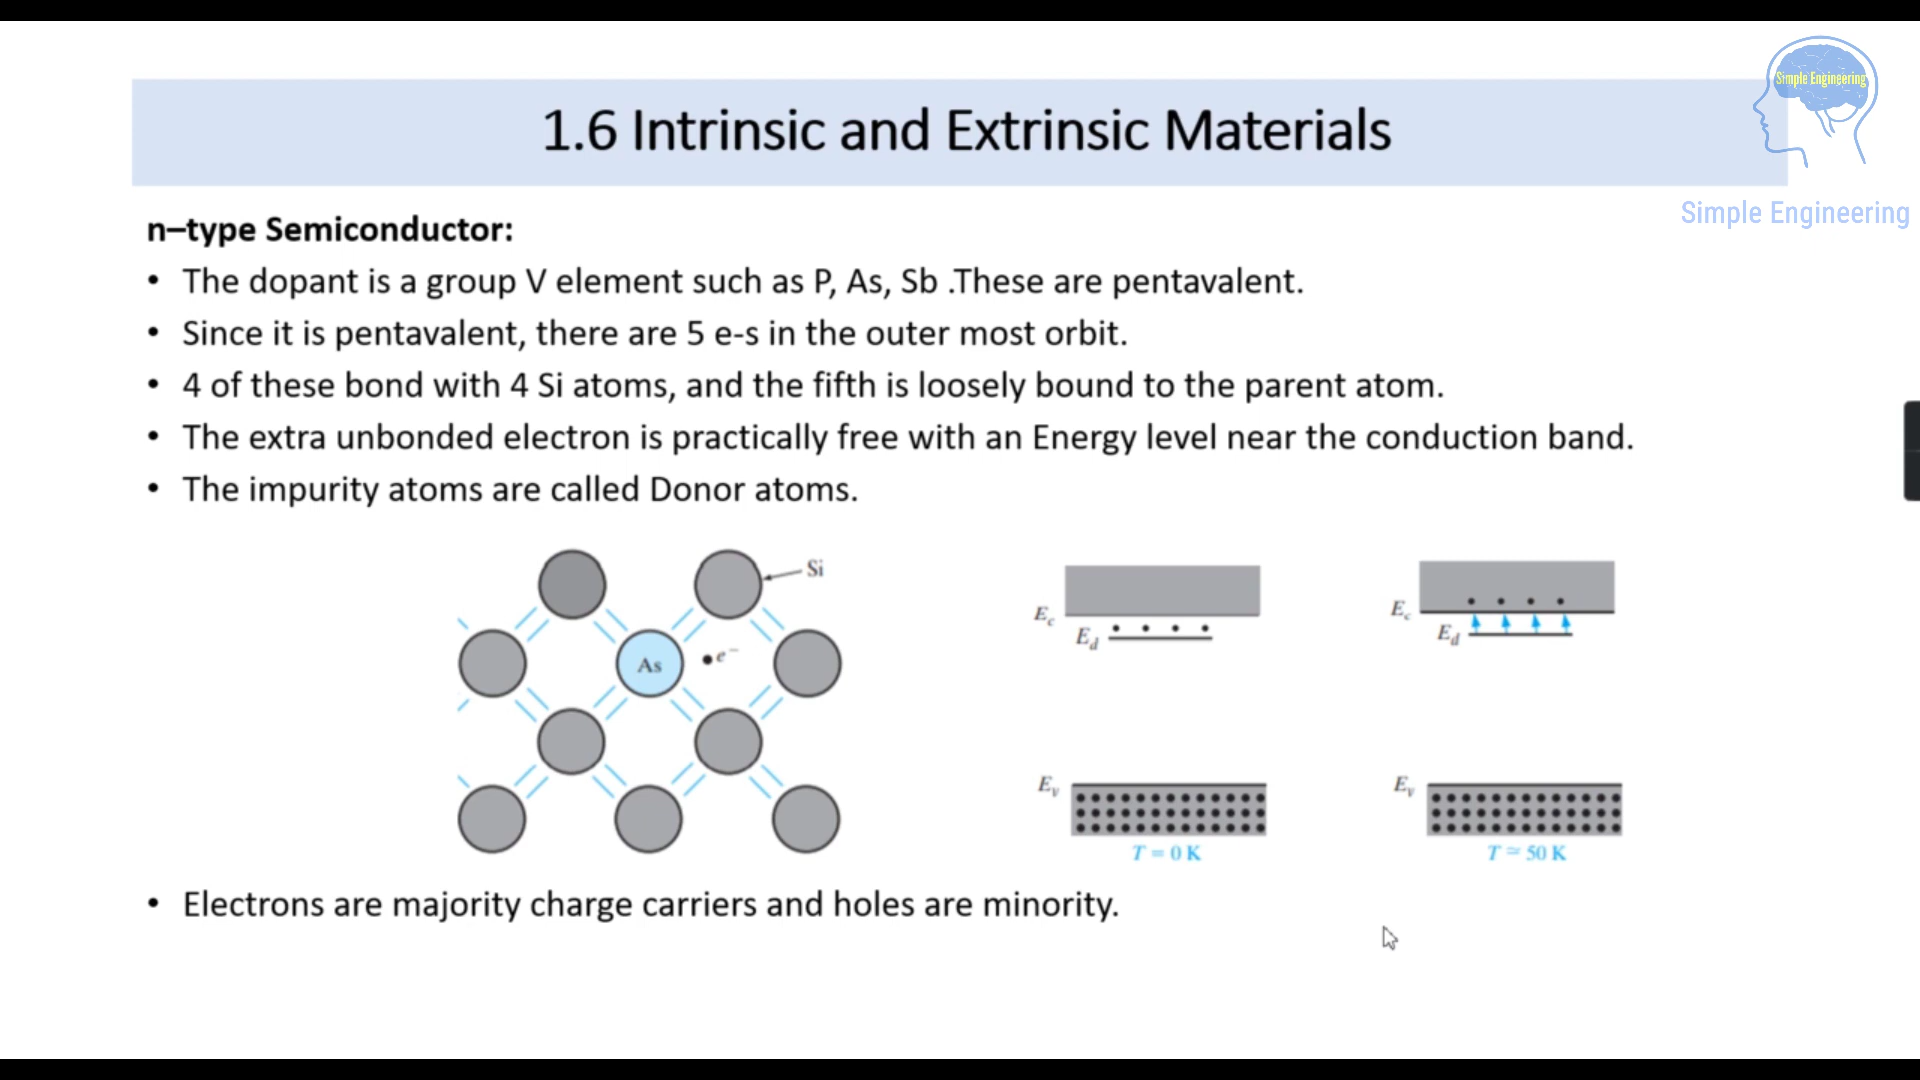 Simple Engineering
1.6 Intrinsic and Extrinsic Materials
Simple Engineering
n–type Semiconductor:
• The dopant is a group V element such as P, As, Sb .These are pentavalent.
• Since it is pentavalent, there are 5 e-s in the outer most orbit.
• 4 of these bond with 4 Si atoms, and the fifth is loosely bound to the parent atom.
• The extra unbonded electron is practically free with an Energy level near the conduction band.
• The impurity atoms are called Donor atoms.
Si
As
e⁻
E_c
E_d
E_v
T = 0 K
E_c
E_d
E_v
T ≃ 50 K
• Electrons are majority charge carriers and holes are minority.